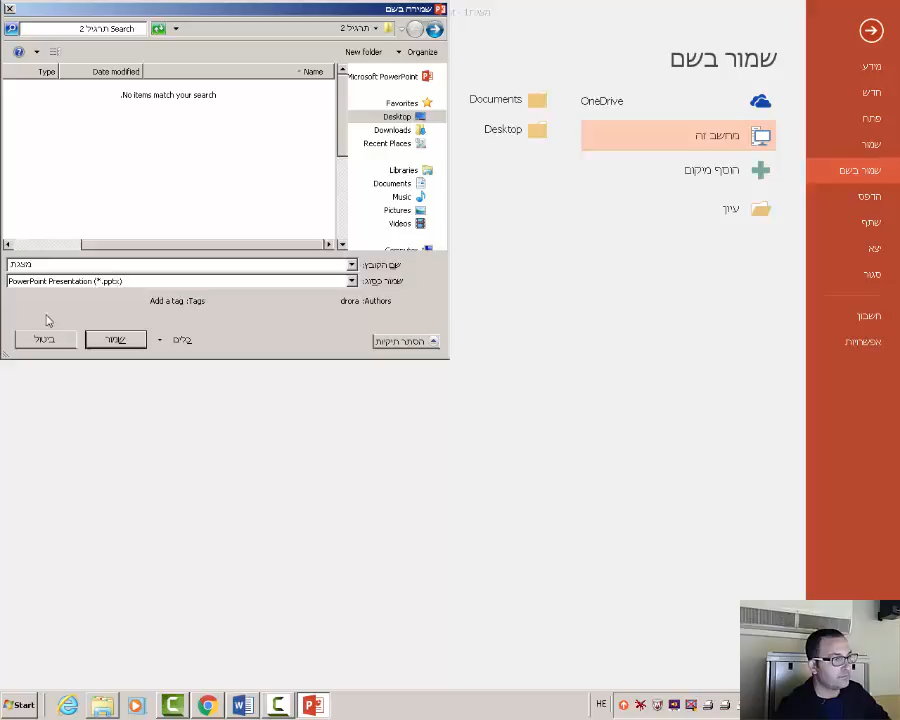 שמירה בשם
תרגיל 2
Search תרגיל 2
Organize
New folder
Name
Date modified
Type
No items match your search.
Microsoft PowerPoint
Favorites
Desktop
Downloads
Recent Places
Libraries
Documents
Music
Pictures
Videos
Computer
שם הקובץ:
מצגת
שמור כסוג:
PowerPoint Presentation (*.pptx)
Authors: drora
Tags: Add a tag
הסתר תיקיות
כלים
שמור
ביטול
שמור בשם
OneDrive
מחשב זה
הוסף מיקום
עיון
Documents
Desktop
מידע
חדש
פתח
שמור
שמור בשם
הדפס
שתף
יצא
סגור
חשבון
אפשרויות
Start
HE